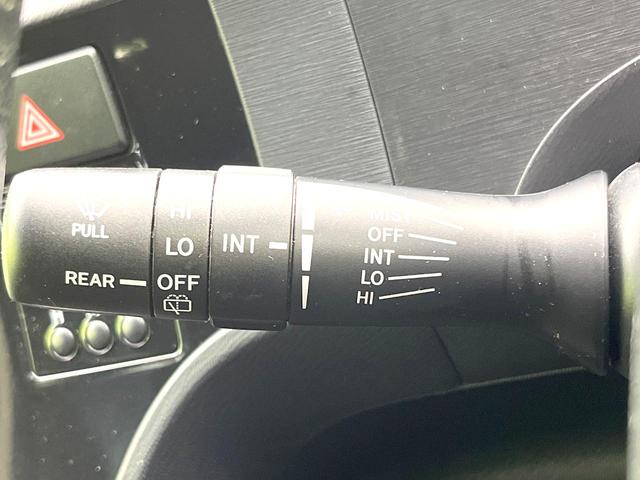 PULL
REAR
HI
LO
OFF
INT
MIST
OFF
INT
LO
HI